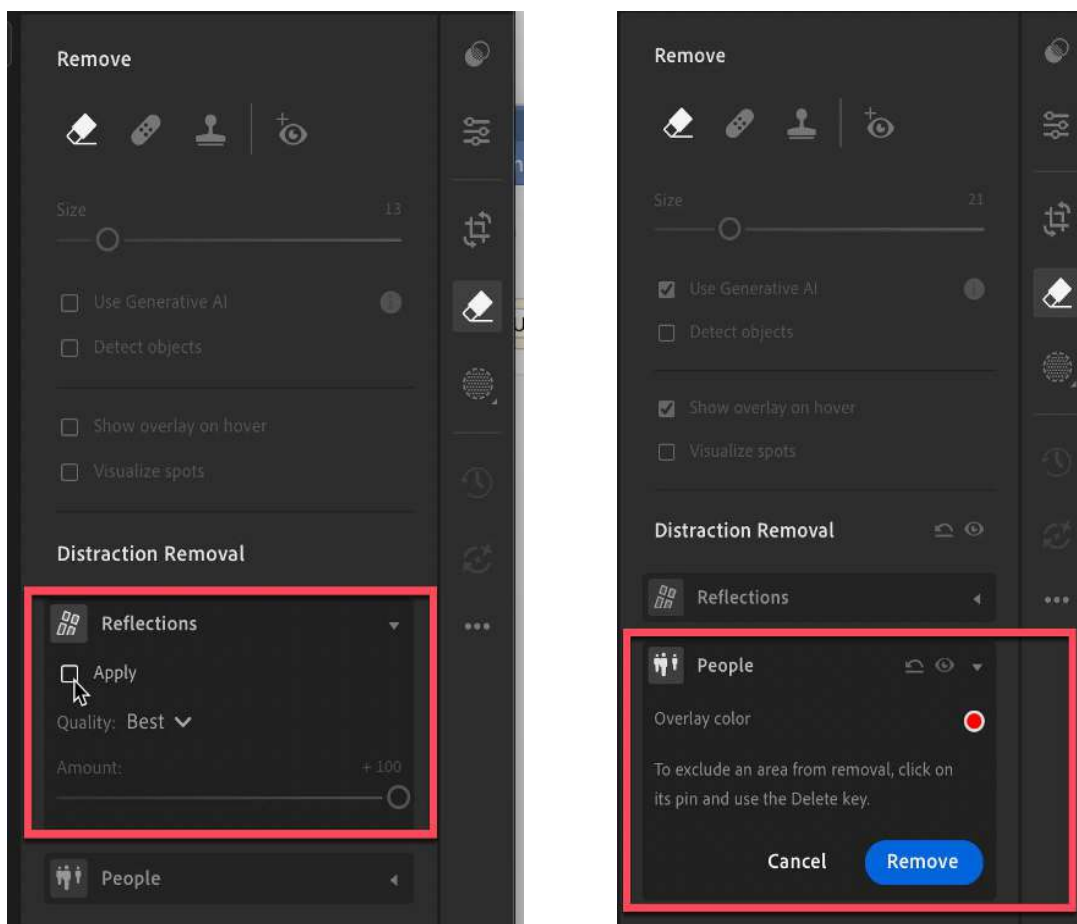 Remove
Size 13
Use Generative AI
Detect objects
Show overlay on hover
Visualize spots
Distraction Removal
Reflections
Apply
Quality: Best
Amount: + 100
People
Remove
Size 21
Use Generative AI
Detect objects
Show overlay on hover
Visualize spots
Distraction Removal
Reflections
People
Overlay color
To exclude an area from removal, click on
its pin and use the Delete key.
Cancel Remove